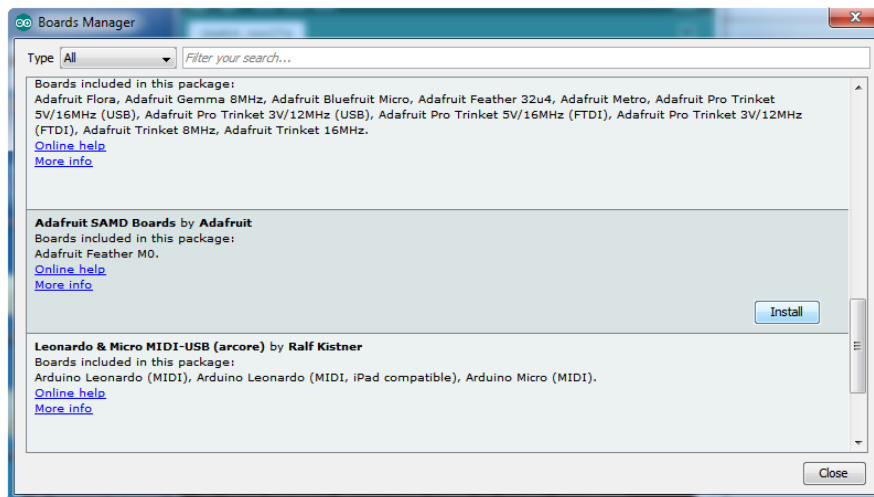 Boards Manager
Type All Filter your search...
Boards included in this package:
Adafruit Flora, Adafruit Gemma 8MHz, Adafruit Bluefruit Micro, Adafruit Feather 32u4, Adafruit Metro, Adafruit Pro Trinket
5V/16MHz (USB), Adafruit Pro Trinket 3V/12MHz (USB), Adafruit Pro Trinket 5V/16MHz (FTDI), Adafruit Pro Trinket 3V/12MHz
(FTDI), Adafruit Trinket 8MHz, Adafruit Trinket 16MHz.
Online help
More info
Adafruit SAMD Boards by Adafruit
Boards included in this package:
Adafruit Feather M0.
Online help
More info
Install
Leonardo & Micro MIDI-USB (arcore) by Ralf Kistner
Boards included in this package:
Arduino Leonardo (MIDI), Arduino Leonardo (MIDI, iPad compatible), Arduino Micro (MIDI).
Online help
More info
Close